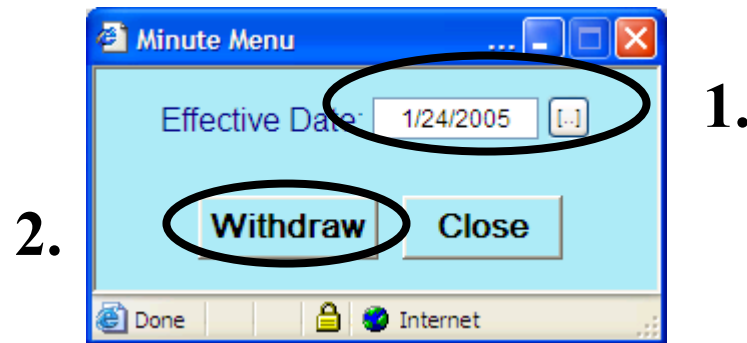 Minute Menu ...
Effective Date: 1/24/2005 [..]
1.
2.
Withdraw Close
Done Internet